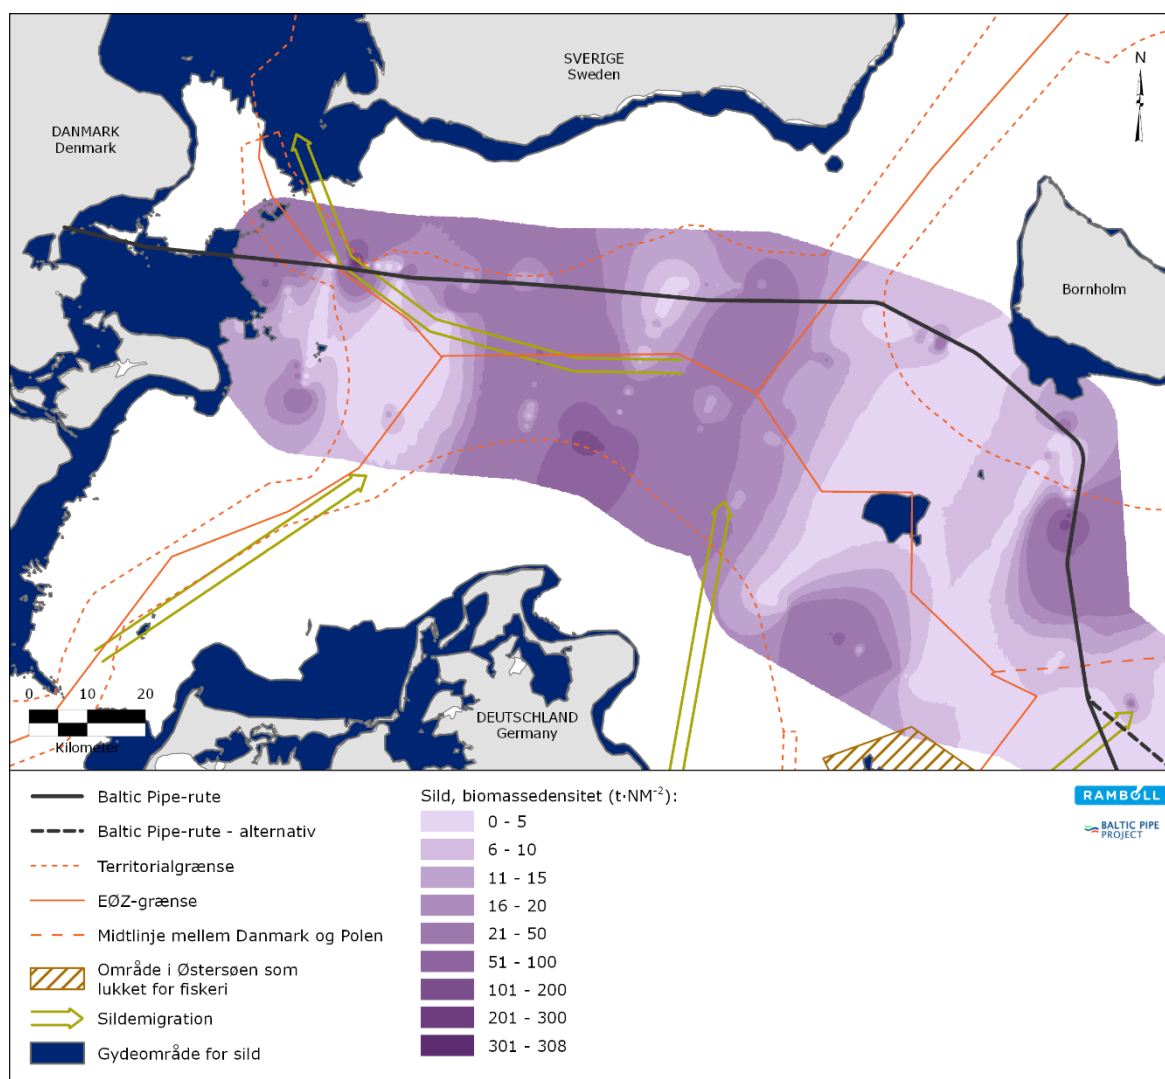 SVERIGE
Sweden
N
DANMARK
Denmark
Bornholm
0 10 20
Kilometer
DEUTSCHLAND
Germany
Baltic Pipe-rute
Baltic Pipe-rute - alternativ
Territorialgrænse
EØZ-grænse
Midtlinje mellem Danmark og Polen
Område i Østersøen som
lukket for fiskeri
Sildemigration
Gydeområde for sild
Sild, biomassedensitet (t·NM⁻²):
0 - 5
6 - 10
11 - 15
16 - 20
21 - 50
51 - 100
101 - 200
201 - 300
301 - 308
RAMBOLL
BALTIC PIPE
PROJECT